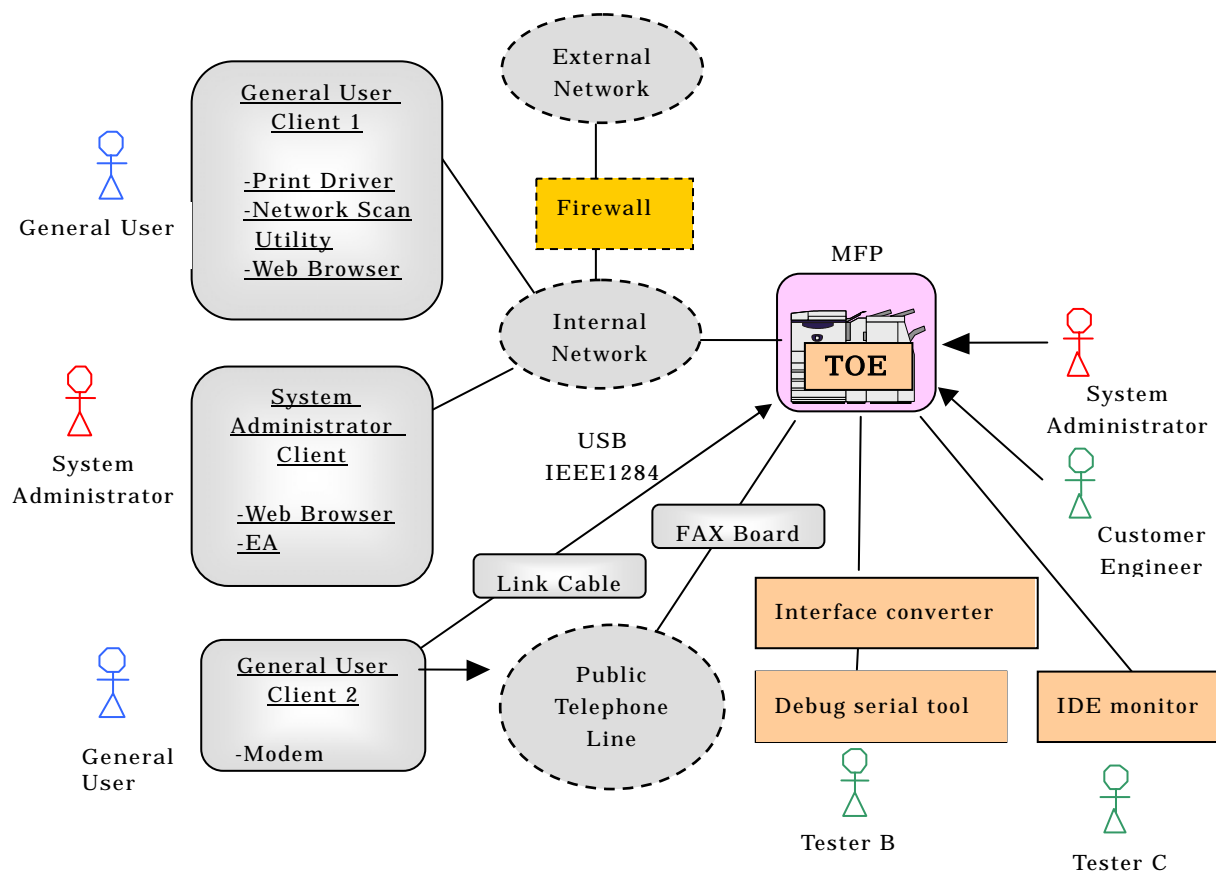 External
Network
General User
Client 1
-Print Driver
-Network Scan
Utility
-Web Browser
General User
Firewall
MFP
TOE
Internal
Network
System
Administrator
System
Administrator
Client
-Web Browser
-EA
System
Administrator
USB
IEEE1284
FAX Board
Link Cable
Customer
Engineer
Interface converter
Debug serial tool
IDE monitor
General User
Client 2
-Modem
Public
Telephone
Line
General
User
Tester B
Tester C